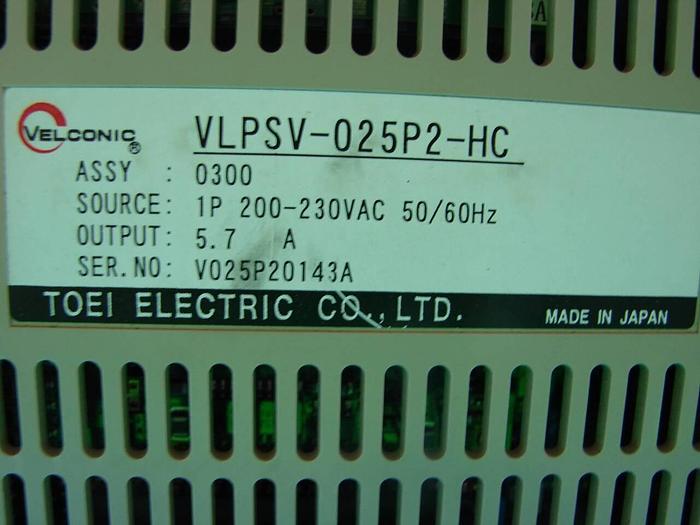 A
VELCONIC ® VLPSV-025P2-HC
ASSY : 0300
SOURCE: 1P 200-230VAC 50/60Hz
OUTPUT: 5.7 A
SER.NO: V025P20143A
TOEI ELECTRIC CO.,LTD. MADE IN JAPAN